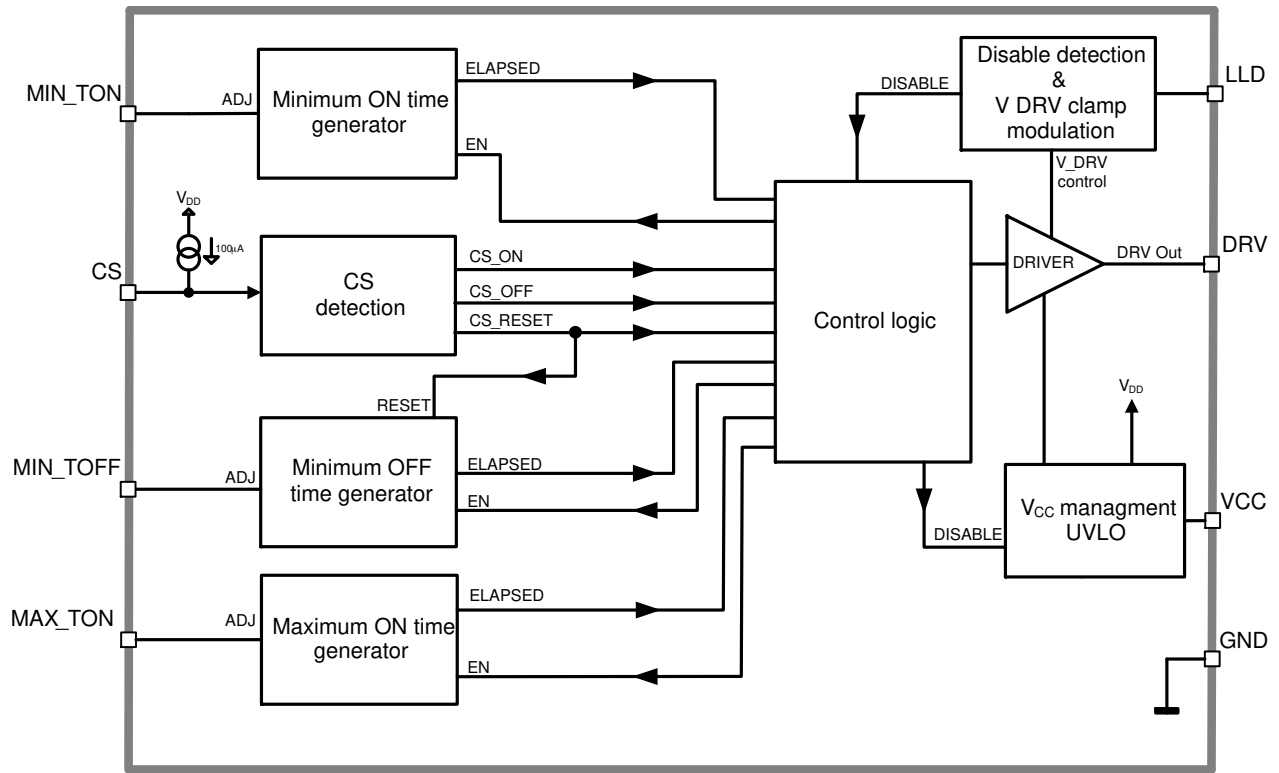 MIN_TON
ADJ
Minimum ON time
generator
ELAPSED
EN
DISABLE
Disable detection
&
V DRV clamp
modulation
LLD
V_DRV
control
VDD
100µA
CS
CS
detection
CS_ON
CS_OFF
CS_RESET
Control logic
DRIVER
DRV Out
DRV
RESET
MIN_TOFF
ADJ
Minimum OFF
time generator
ELAPSED
EN
DISABLE
VDD
VCC managment
UVLO
VCC
MAX_TON
ADJ
Maximum ON time
generator
ELAPSED
EN
GND